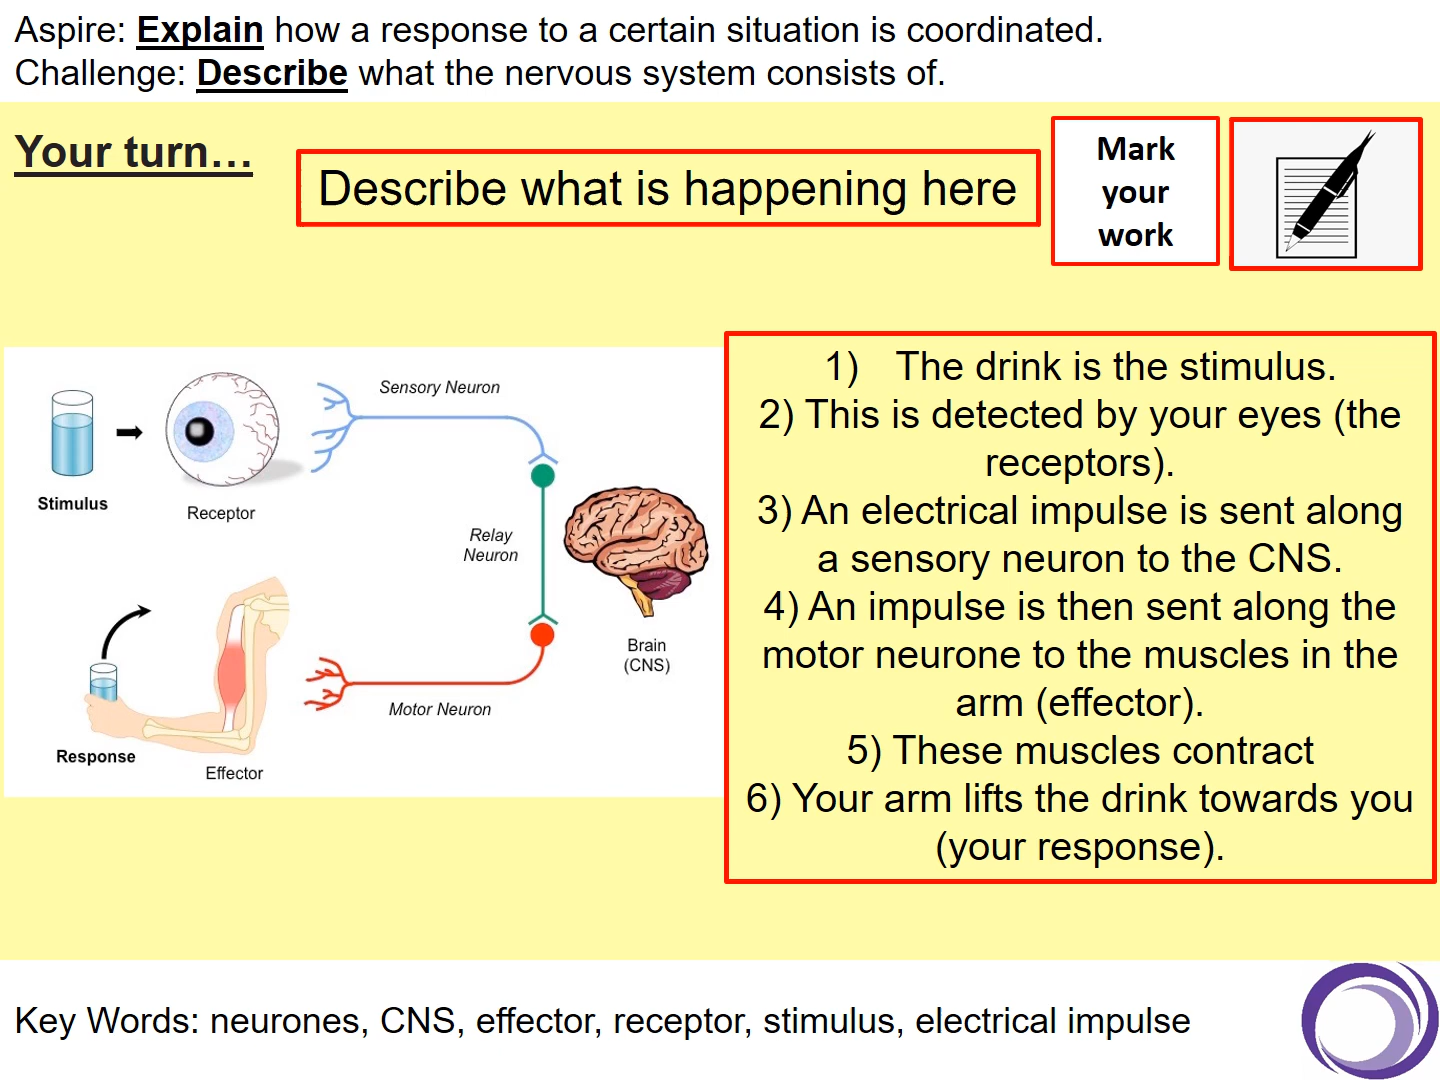 Aspire: Explain how a response to a certain situation is coordinated.
Challenge: Describe what the nervous system consists of.
Your turn...
Describe what is happening here
Mark
your
work
Sensory Neuron
Stimulus
Receptor
Relay
Neuron
Brain
(CNS)
Motor Neuron
Response
Effector
1) The drink is the stimulus.
2) This is detected by your eyes (the
receptors).
3) An electrical impulse is sent along
a sensory neuron to the CNS.
4) An impulse is then sent along the
motor neurone to the muscles in the
arm (effector).
5) These muscles contract
6) Your arm lifts the drink towards you
(your response).
Key Words: neurones, CNS, effector, receptor, stimulus, electrical impulse